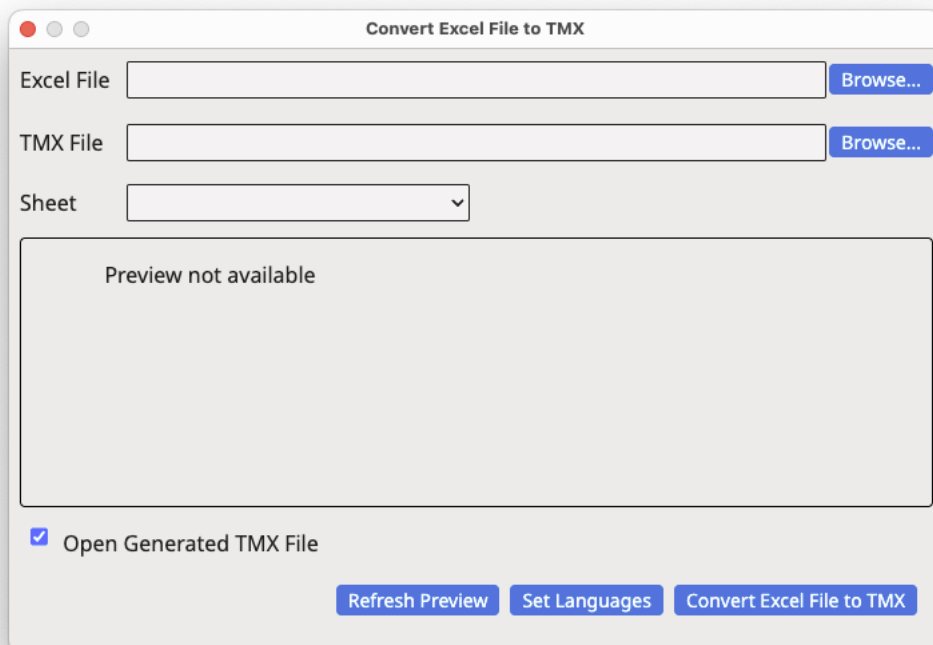 Convert Excel File to TMX
Excel File Browse...
TMX File Browse...
Sheet
Preview not available
Open Generated TMX File
Refresh Preview Set Languages Convert Excel File to TMX